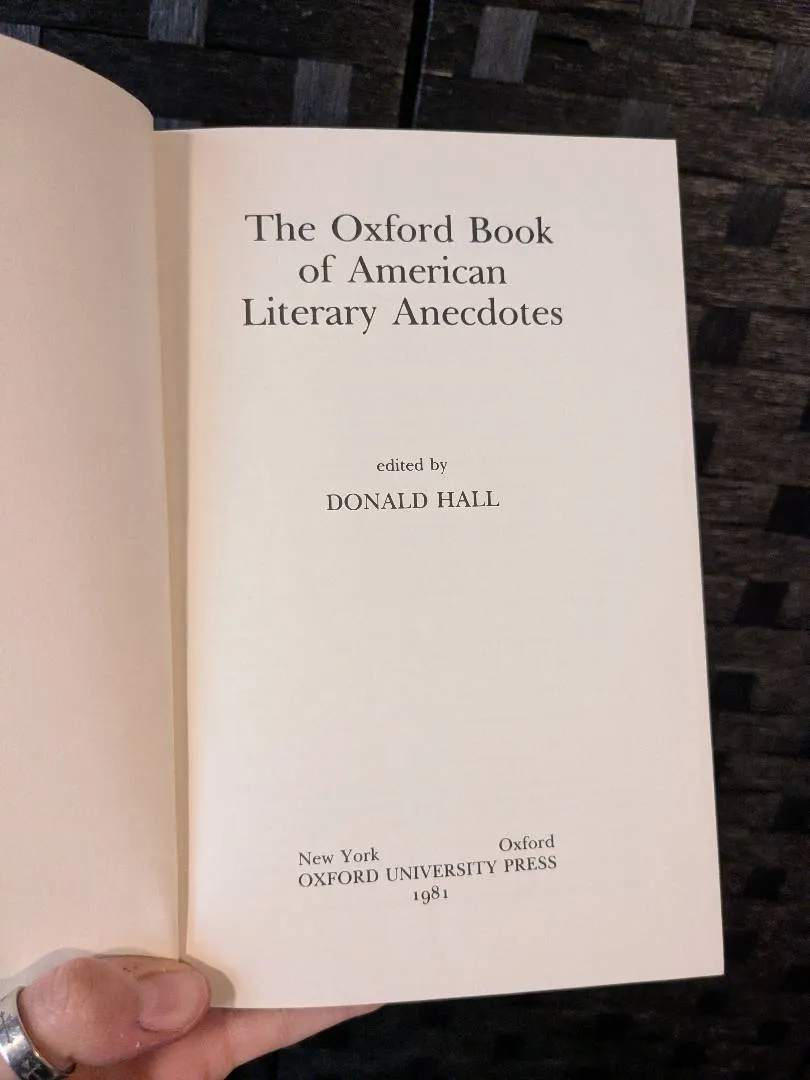 The Oxford Book
of American
Literary Anecdotes
edited by
DONALD HALL
New York Oxford
OXFORD UNIVERSITY PRESS
1981